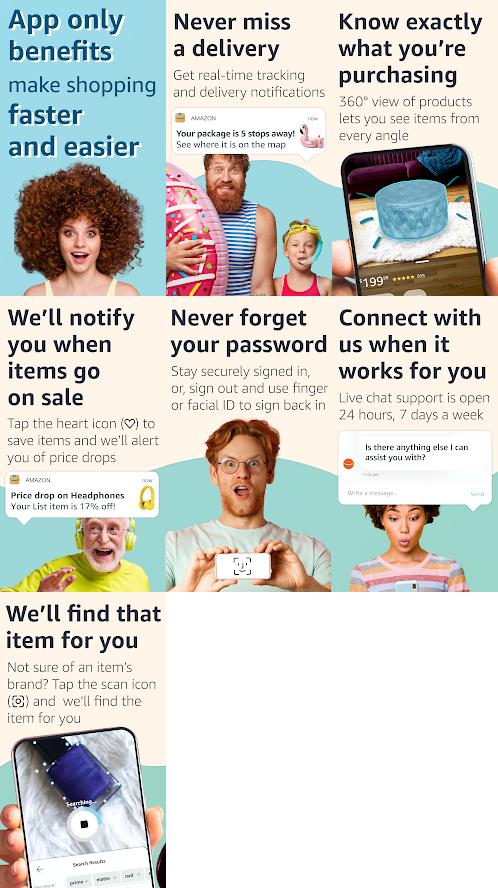 App only
benefits
make shopping
faster
and easier
Never miss
a delivery
Get real-time tracking
and delivery notifications
AMAZON
now
Your package is 5 stops away!
See where it is on the map
Know exactly
what you're
purchasing
360° view of products
lets you see items from
every angle
$199⁹⁹
95%
We'll notify
you when
items go
on sale
Tap the heart icon (♡) to
save items and we'll alert
you of price drops
AMAZON
now
Price drop on Headphones
Your List item is 17% off!
Never forget
your password
Stay securely signed in,
or, sign out and use finger
or facial ID to sign back in
Connect with
us when it
works for you
Live chat support is open
24 hours, 7 days a week
Is there anything else I can
assist you with?
Write a message...
Send
We'll find that
item for you
Not sure of an item's
brand? Tap the scan icon
( ) and we'll find the
item for you
Searching...
Search Results
prime
matte
nail